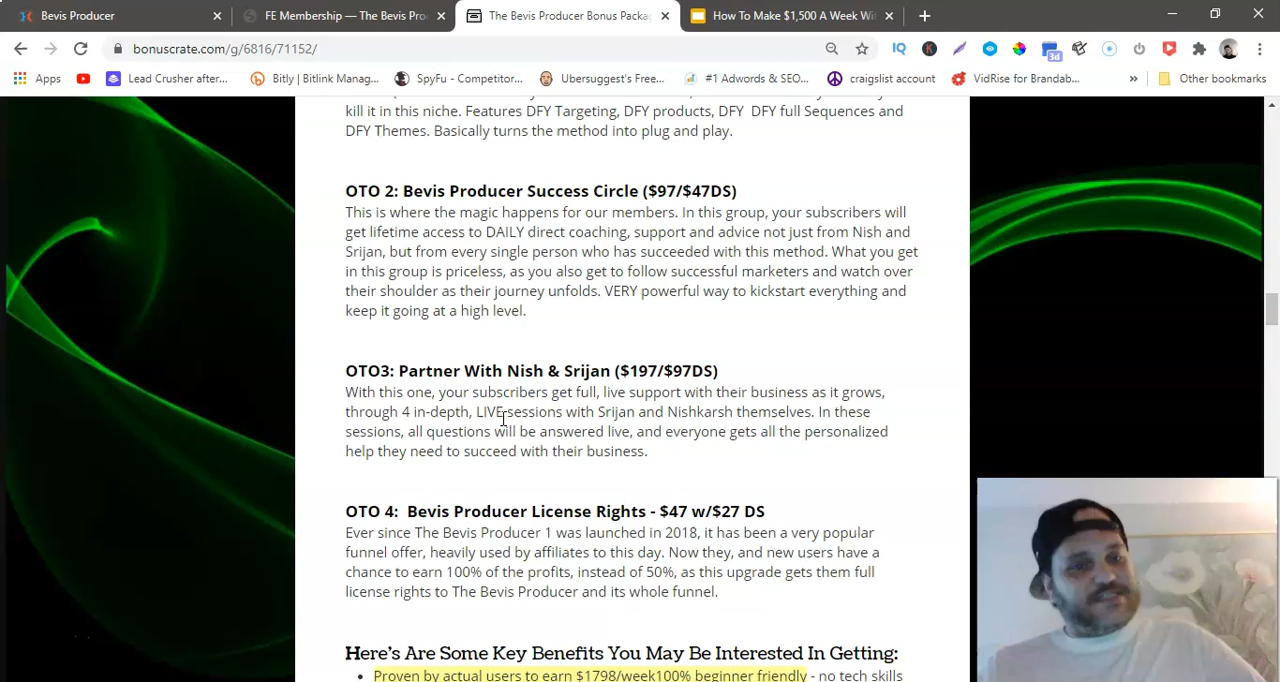 Bevis Producer
FE Membership — The Bevis Pro
The Bevis Producer Bonus Packa
How To Make $1,500 A Week Wit
bonuscrate.com/g/6816/71152/
Apps
Lead Crusher after...
Bitly | Bitlink Manag...
SpyFu - Competitor...
Ubersuggest's Free...
#1 Adwords & SEO...
craigslist account
VidRise for Brandab...
Other bookmarks
kill it in this niche. Features DFY Targeting, DFY products, DFY DFY full Sequences and
DFY Themes. Basically turns the method into plug and play.
OTO 2: Bevis Producer Success Circle ($97/$47DS)
This is where the magic happens for our members. In this group, your subscribers will
get lifetime access to DAILY direct coaching, support and advice not just from Nish and
Srijan, but from every single person who has succeeded with this method. What you get
in this group is priceless, as you also get to follow successful marketers and watch over
their shoulder as their journey unfolds. VERY powerful way to kickstart everything and
keep it going at a high level.
OTO3: Partner With Nish & Srijan ($197/$97DS)
With this one, your subscribers get full, live support with their business as it grows,
through 4 in-depth, LIVE sessions with Srijan and Nishkarsh themselves. In these
sessions, all questions will be answered live, and everyone gets all the personalized
help they need to succeed with their business.
OTO 4: Bevis Producer License Rights - $47 w/$27 DS
Ever since The Bevis Producer 1 was launched in 2018, it has been a very popular
funnel offer, heavily used by affiliates to this day. Now they, and new users have a
chance to earn 100% of the profits, instead of 50%, as this upgrade gets them full
license rights to The Bevis Producer and its whole funnel.
Here's Are Some Key Benefits You May Be Interested In Getting:
• Proven by actual users to earn $1798/week100% beginner friendly - no tech skills